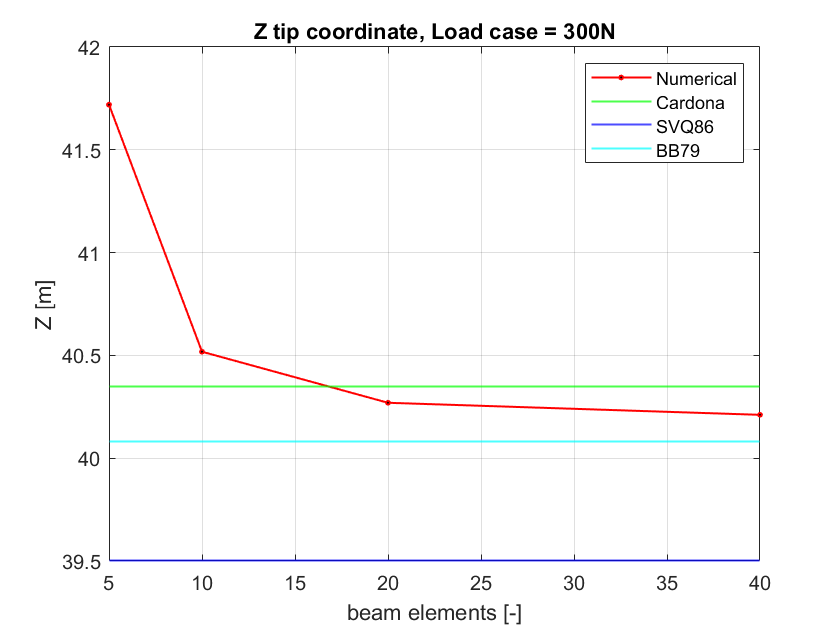 Z tip coordinate, Load case = 300N
Numerical
Cardona
SVQ86
BB79
42
41.5
41
40.5
40
39.5
Z [m]
5
10
15
20
25
30
35
40
beam elements [-]